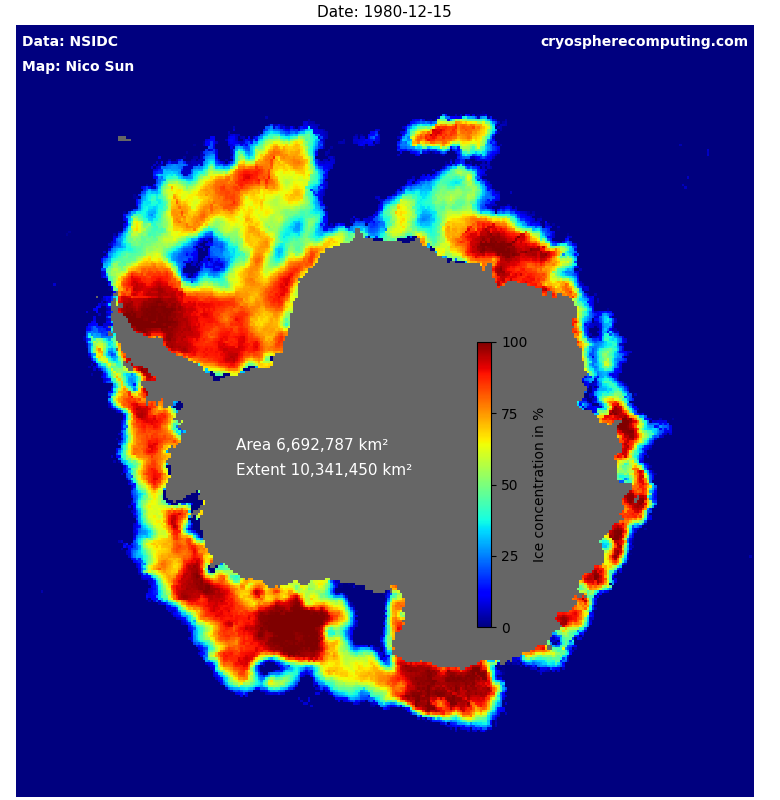 Date: 1980-12-15
Data: NSIDC
cryospherecomputing.com
Map: Nico Sun
100
75
50
25
0
Ice concentration in %
Area 6,692,787 km²
Extent 10,341,450 km²